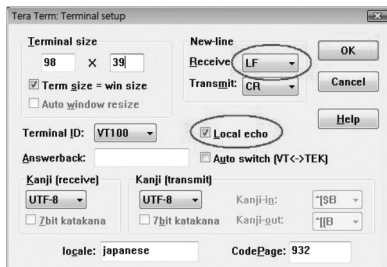 Tera Term: Terminal setup
Terminal size
98 X 39
Term size = win size
Auto window resize
New-line
Receive: LF
Transmit: CR
OK
Cancel
Help
Terminal ID: VT100
Local echo
Answerback:
Auto switch (VT<->TEK)
Kanji (receive)
UTF-8
7bit katakana
Kanji (transmit)
UTF-8
7bit katakana
Kanji-in: ^[$B
Kanji-out: ^[(B
locale: japanese
CodePage: 932